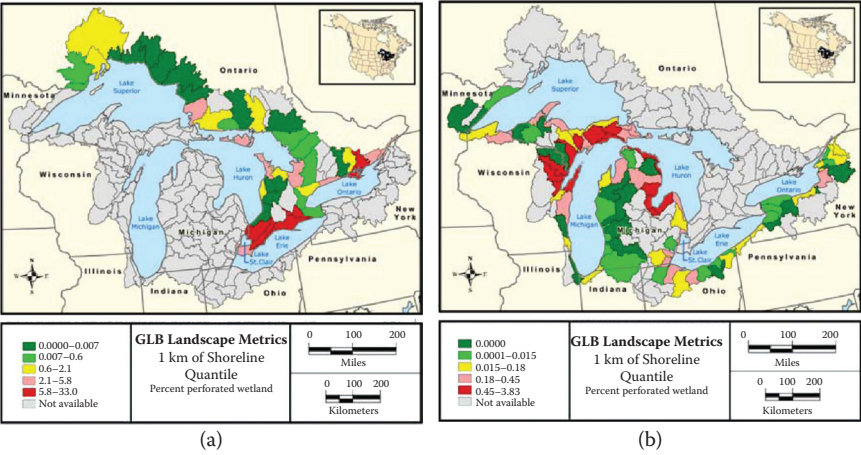 Ontario
Lake
Superior
Minnesota
Wisconsin
Lake
Huron
Lake
Ontario
New
York
Lake
Michigan
Michigan
Lake
Erie
Lake
St. Clair
Pennsylvania
Illinois
Indiana
Ohio
N
W
E
S
0.0000–0.007
0.007–0.6
0.6–2.1
2.1–5.8
5.8–33.0
Not available
GLB Landscape Metrics
1 km of Shoreline
Quantile
Percent perforated wetland
0 100 200
Miles
0 100 200
Kilometers
(a)
Ontario
Lake
Superior
Minnesota
Wisconsin
Lake
Huron
Lake
Ontario
New
York
Lake
Michigan
Michigan
Lake
Erie
Lake
St. Clair
Pennsylvania
Illinois
Indiana
Ohio
N
W
E
S
0.0000
0.0001–0.015
0.015–0.18
0.18–0.45
0.45–3.83
Not available
GLB Landscape Metrics
1 km of Shoreline
Quantile
Percent perforated wetland
0 100 200
Miles
0 100 200
Kilometers
(b)